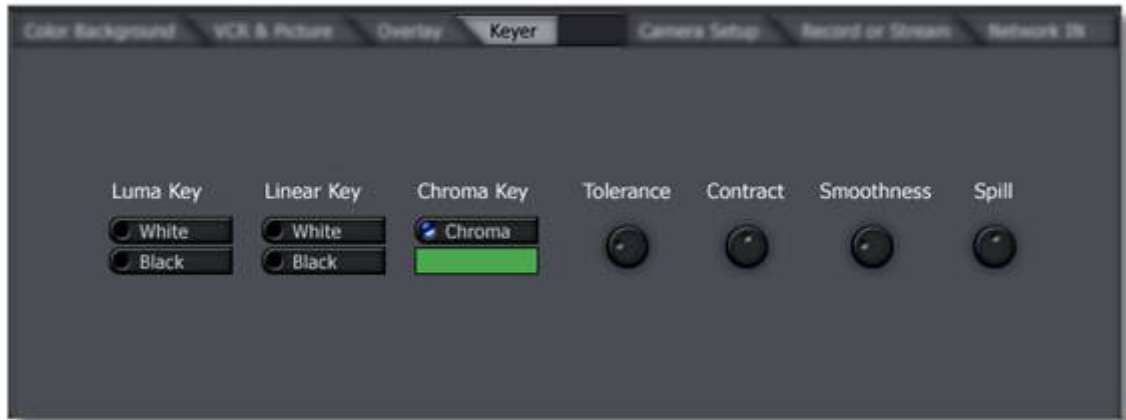 Color Background VCR & Picture Overlay Keyer Camera Setup Record or Stream Network IN
Luma Key Linear Key Chroma Key Tolerance Contract Smoothness Spill
White White Chroma
Black Black